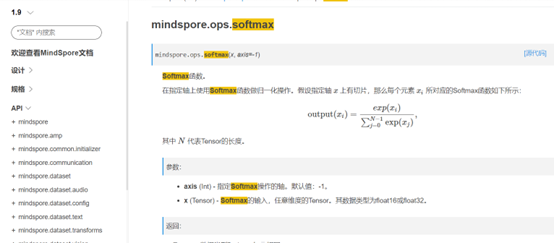 1.9
"文档" 内搜索
欢迎查看MindSpore文档
设计
规格
API
+ mindspore
+ mindspore.amp
+ mindspore.common.initializer
+ mindspore.communication
+ mindspore.dataset
+ mindspore.dataset.audio
+ mindspore.dataset.config
+ mindspore.dataset.text
+ mindspore.dataset.transforms
mindspore.ops.softmax
mindspore.ops.softmax(x, axis=-1)
[源代码]
Softmax函数。
在指定轴上使用Softmax函数做归一化操作。假设指定轴 x 上有切片，那么每个元素 xᵢ 所对应的Softmax函数如下所示：
output(xᵢ) = exp(xᵢ) / ∑_{j=0}^{N−1} exp(xⱼ),
其中 N 代表Tensor的长度。
参数：
• axis (Int) - 指定Softmax操作的轴。默认值：-1。
• x (Tensor) - Softmax的输入，任意维度的Tensor。其数据类型为float16或float32。
返回：